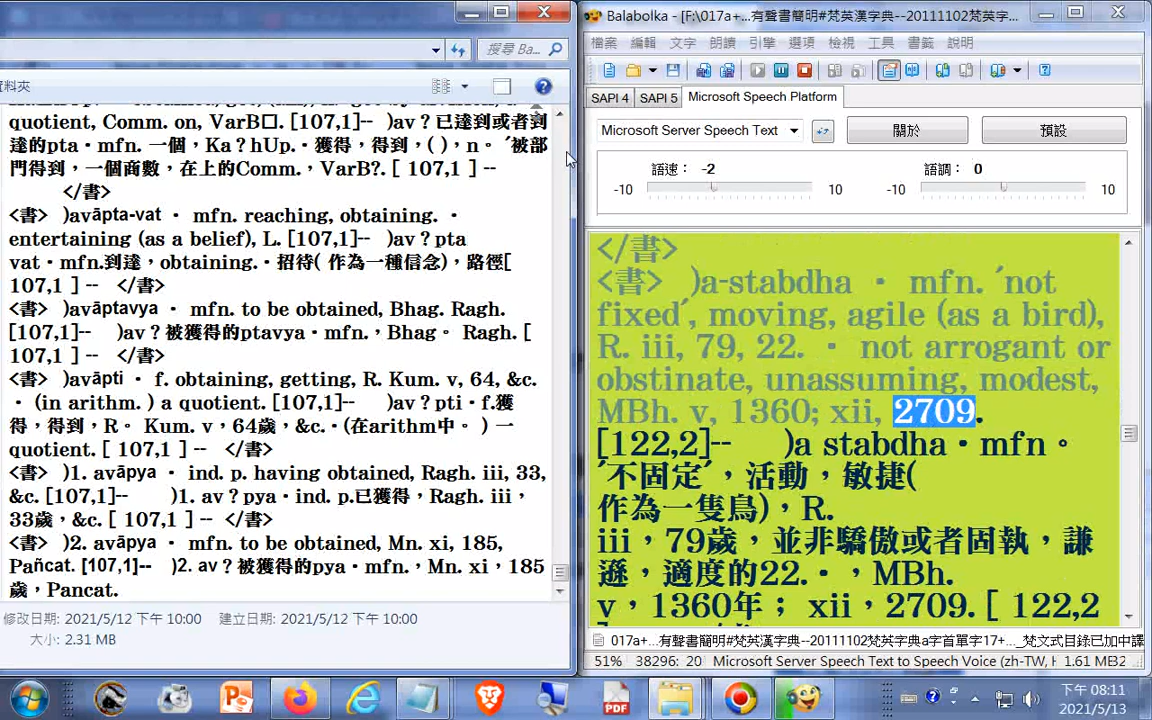 搜尋 Ba...
資料夾
quotient, Comm. on, VarB□. [107,1]-- )av？已達到或者到
達的pta‧mfn. 一個，Ka？hUp.‧獲得，得到，( )，n。 ′被部
門得到，一個商數，在上的Comm.，VarB?. [ 107,1 ] --
</書>
<書> )avāpta-vat ‧ mfn. reaching, obtaining. ‧
entertaining (as a belief), L. [107,1]-- )av？pta
vat‧mfn.到達，obtaining.‧招待( 作為一種信念)，路徑[
107,1 ] -- </書>
<書> )avāptavya ‧ mfn. to be obtained, Bhag. Ragh.
[107,1]-- )av？被獲得的ptavya‧mfn.，Bhag。 Ragh. [
107,1 ] -- </書>
<書> )avāpti ‧ f. obtaining, getting, R. Kum. v, 64, &c.
‧ (in arithm. ) a quotient. [107,1]-- )av？pti‧f.獲
得，得到，R。 Kum. v，64歲，&c.‧(在arithm中。 ) 一
quotient. [ 107,1 ] -- </書>
<書> )1. avāpya ‧ ind. p. having obtained, Ragh. iii, 33,
&c. [107,1]-- )1. av？pya‧ind. p.已獲得，Ragh. iii，
33歲，&c. [ 107,1 ] -- </書>
<書> )2. avāpya ‧ mfn. to be obtained, Mn. xi, 185,
Pañcat. [107,1]-- )2. av？被獲得的pya‧mfn.，Mn. xi，185
歲，Pancat.
修改日期: 2021/5/12 下午 10:00 建立日期: 2021/5/12 下午 10:00
大小: 2.31 MB
Balabolka - [F:\017a+...有聲書簡明#梵英漢字典--20111102梵英字...
檔案 編輯 文字 朗讀 引擎 選項 檢視 工具 書籤 說明
SAPI 4 SAPI 5 Microsoft Speech Platform
Microsoft Server Speech Text 關於 預設
語速： -2 語調： 0
-10 10 -10 10
</書>
<書> )a-stabdha ‧ mfn. ′not
fixed′, moving, agile (as a bird),
R. iii, 79, 22. ‧ not arrogant or
obstinate, unassuming, modest,
MBh. v, 1360; xii, 2709.
[122,2]-- )a stabdha‧mfn。
′不固定′，活動，敏捷(
作為一隻鳥)，R.
iii，79歲，並非驕傲或者固執，謙
遜，適度的22.‧，MBh.
v，1360年； xii，2709. [ 122,2
017a+...有聲書簡明#梵英漢字典--20111102梵英字典a字首單字17+..._梵文式目錄已加中譯
51% 38296: 20 Microsoft Server Speech Text to Speech Voice (zh-TW, H 1.61 MB2
下午 08:11
2021/5/13